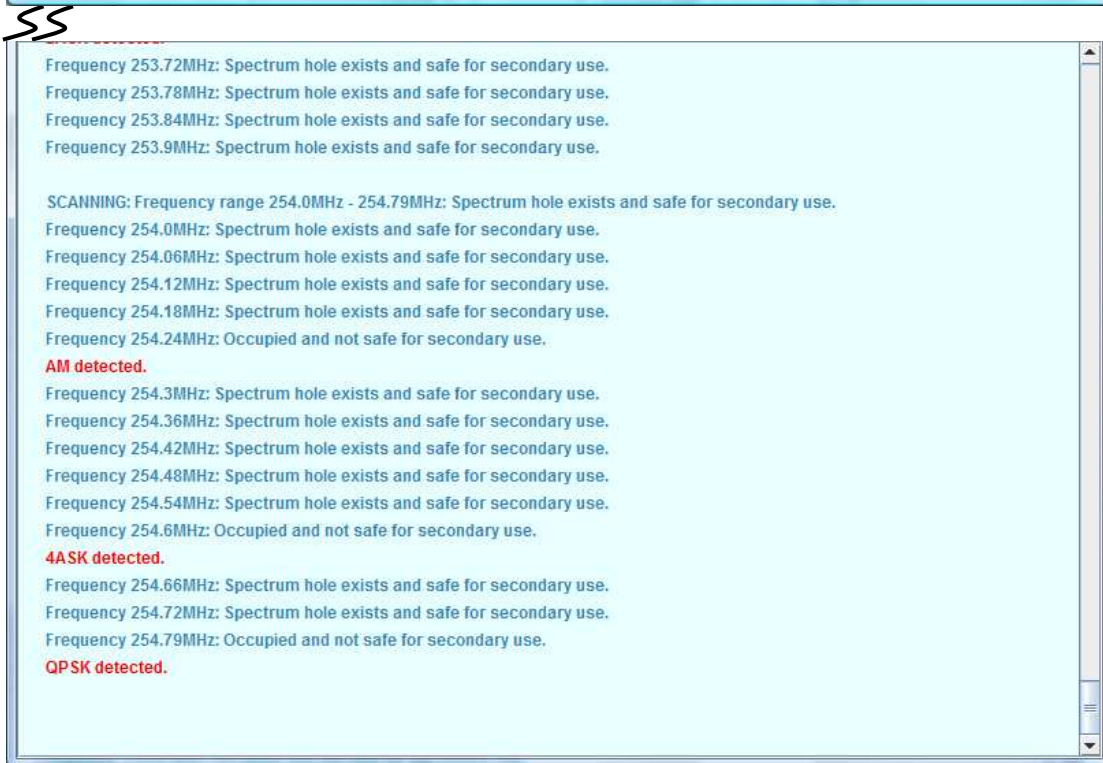 Frequency 253.72MHz: Spectrum hole exists and safe for secondary use.
Frequency 253.78MHz: Spectrum hole exists and safe for secondary use.
Frequency 253.84MHz: Spectrum hole exists and safe for secondary use.
Frequency 253.9MHz: Spectrum hole exists and safe for secondary use.
SCANNING: Frequency range 254.0MHz - 254.79MHz: Spectrum hole exists and safe for secondary use.
Frequency 254.0MHz: Spectrum hole exists and safe for secondary use.
Frequency 254.06MHz: Spectrum hole exists and safe for secondary use.
Frequency 254.12MHz: Spectrum hole exists and safe for secondary use.
Frequency 254.18MHz: Spectrum hole exists and safe for secondary use.
Frequency 254.24MHz: Occupied and not safe for secondary use.
AM detected.
Frequency 254.3MHz: Spectrum hole exists and safe for secondary use.
Frequency 254.36MHz: Spectrum hole exists and safe for secondary use.
Frequency 254.42MHz: Spectrum hole exists and safe for secondary use.
Frequency 254.48MHz: Spectrum hole exists and safe for secondary use.
Frequency 254.54MHz: Spectrum hole exists and safe for secondary use.
Frequency 254.6MHz: Occupied and not safe for secondary use.
4ASK detected.
Frequency 254.66MHz: Spectrum hole exists and safe for secondary use.
Frequency 254.72MHz: Spectrum hole exists and safe for secondary use.
Frequency 254.79MHz: Occupied and not safe for secondary use.
QPSK detected.